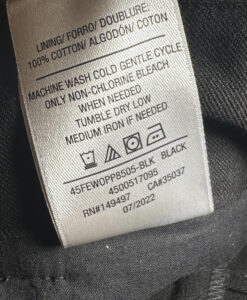 LINING/ FORRO/ DOUBLURE:
100% COTTON/ ALGODÓN/ COTON
MACHINE WASH COLD GENTLE CYCLE
ONLY NON-CHLORINE BLEACH
WHEN NEEDED
TUMBLE DRY LOW
MEDIUM IRON IF NEEDED
45FEWOPP8505-BLK BLACK
4500517095
RN#149497 CA#35037
07/2022